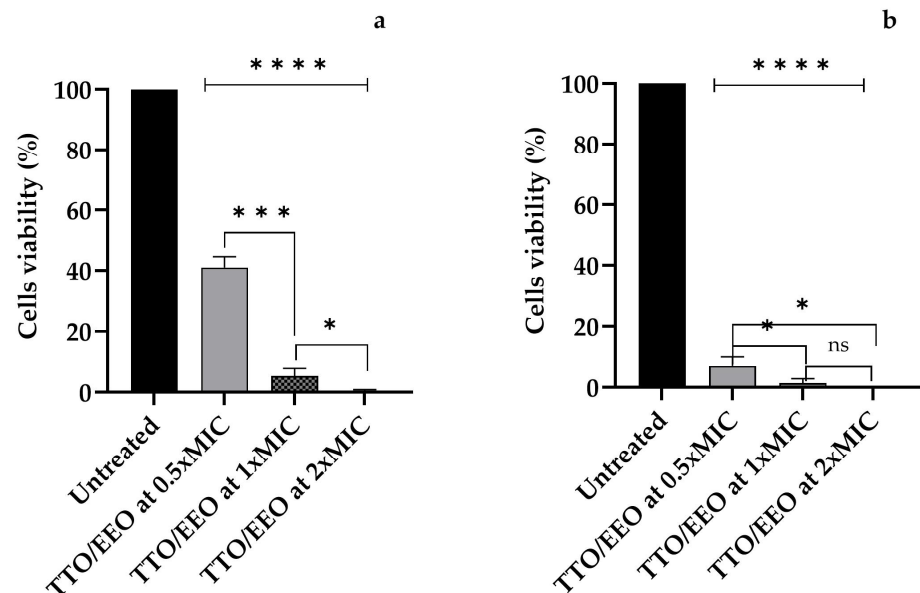 a
* * * *
Cells viability (%)
100
80
60
40
20
0
* * *
*
Untreated
TTO/EEO at 0.5xMIC
TTO/EEO at 1xMIC
TTO/EEO at 2xMIC
b
* * * *
Cells viability (%)
100
80
60
40
20
0
*
*
ns
Untreated
TTO/EEO at 0.5xMIC
TTO/EEO at 1xMIC
TTO/EEO at 2xMIC